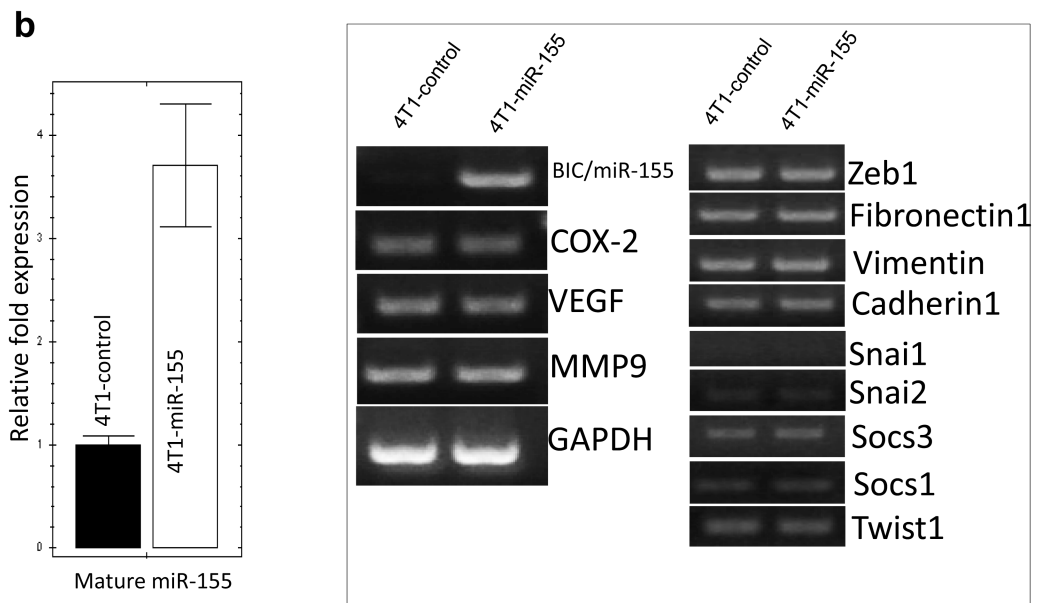 b
Relative fold expression
4
3
2
1
0
4T1-control
4T1-miR-155
Mature miR-155
4T1-control
4T1-miR-155
BIC/miR-155
COX-2
VEGF
MMP9
GAPDH
4T1-control
4T1-miR-155
Zeb1
Fibronectin1
Vimentin
Cadherin1
Snai1
Snai2
Socs3
Socs1
Twist1